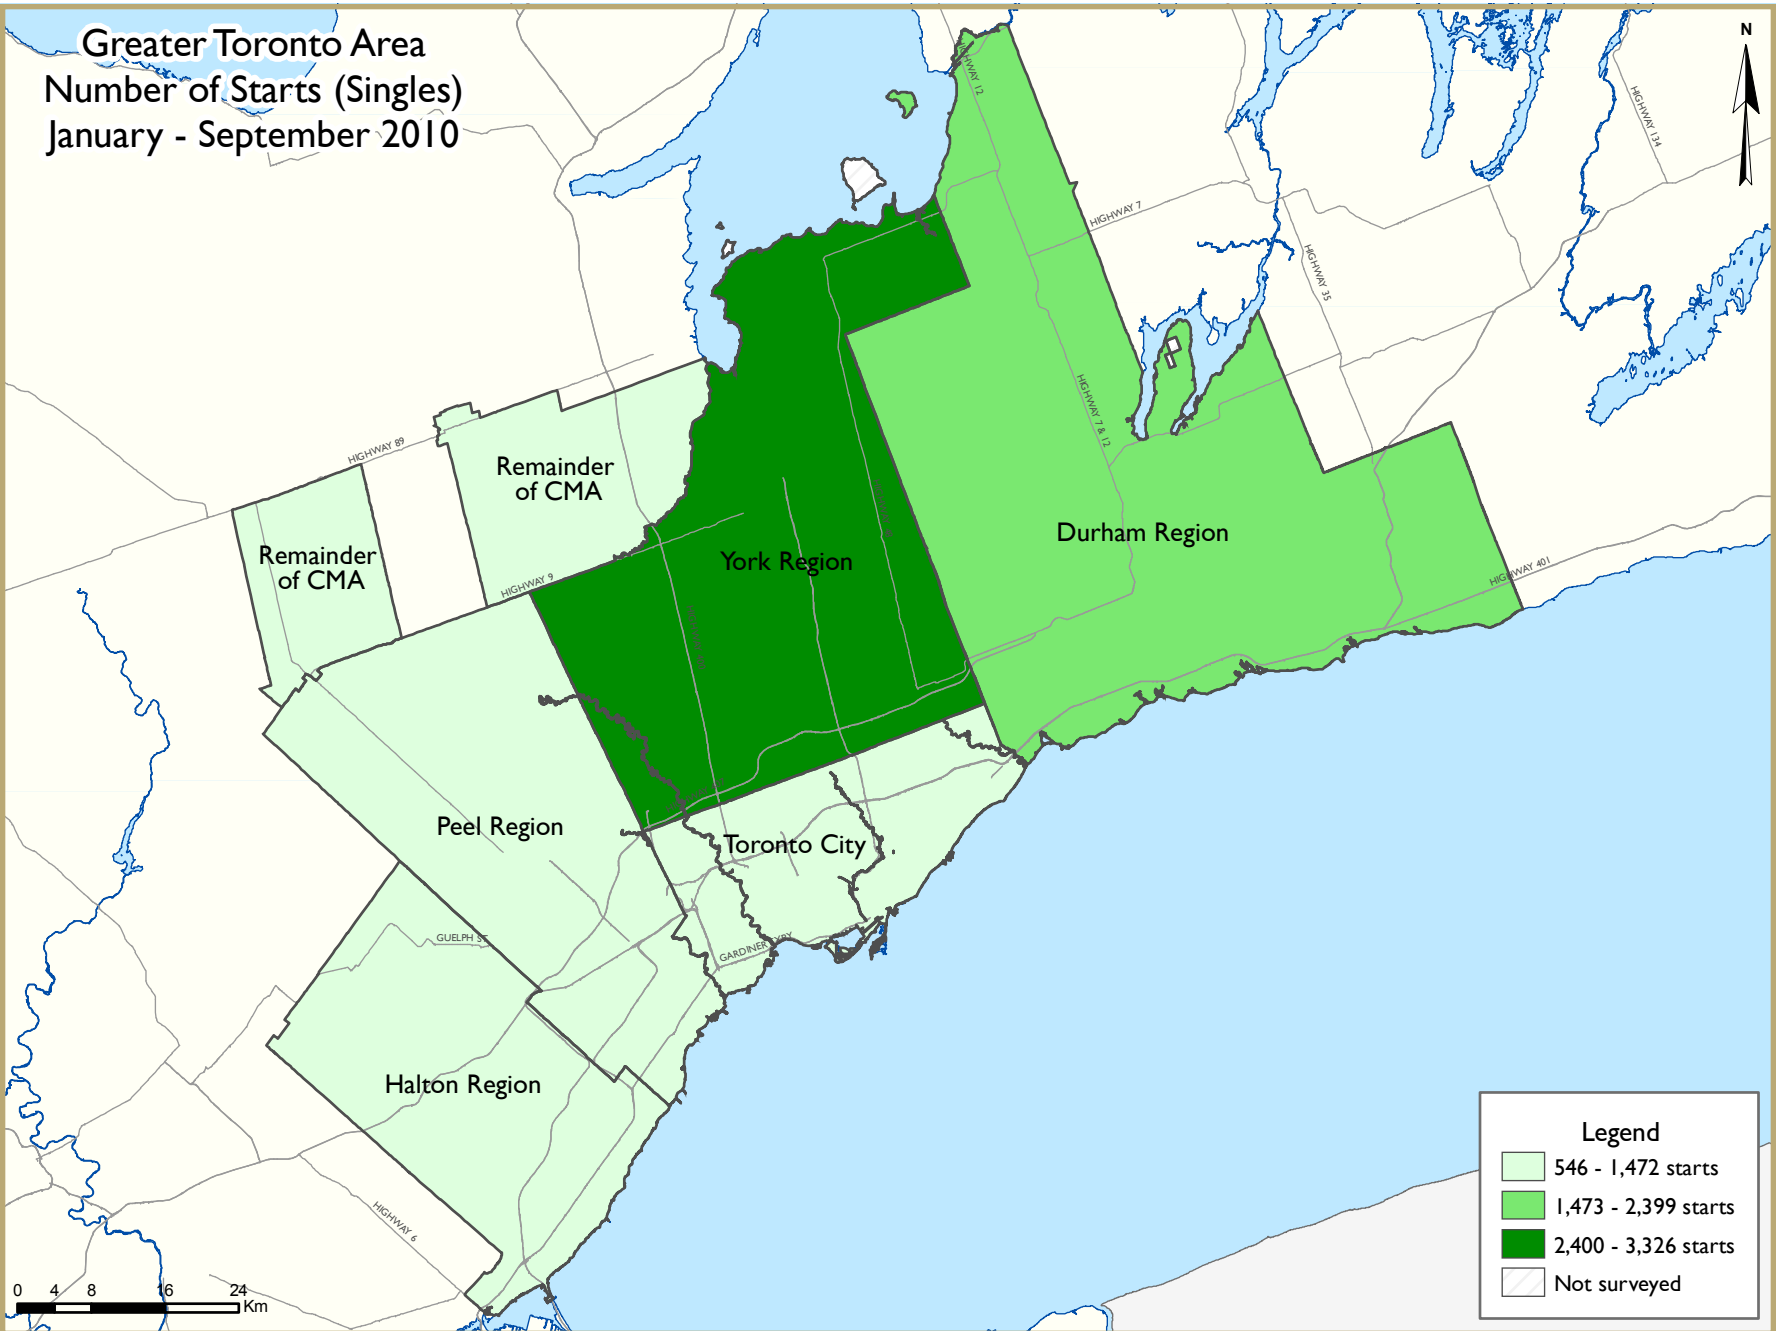 Greater Toronto Area
Number of Starts (Singles)
January - September 2010
N
HIGHWAY 12
HIGHWAY 134
HIGHWAY 7
HIGHWAY 35
HIGHWAY 7 & 12
HIGHWAY 89
Remainder
of CMA
Remainder
of CMA
HIGHWAY 9
York Region
Durham Region
HIGHWAY 401
Peel Region
Toronto City
GUELPH ST
GARDINER EXPY
Halton Region
HIGHWAY 6
Legend
546 - 1,472 starts
1,473 - 2,399 starts
2,400 - 3,326 starts
Not surveyed
0 4 8 16 24
Km